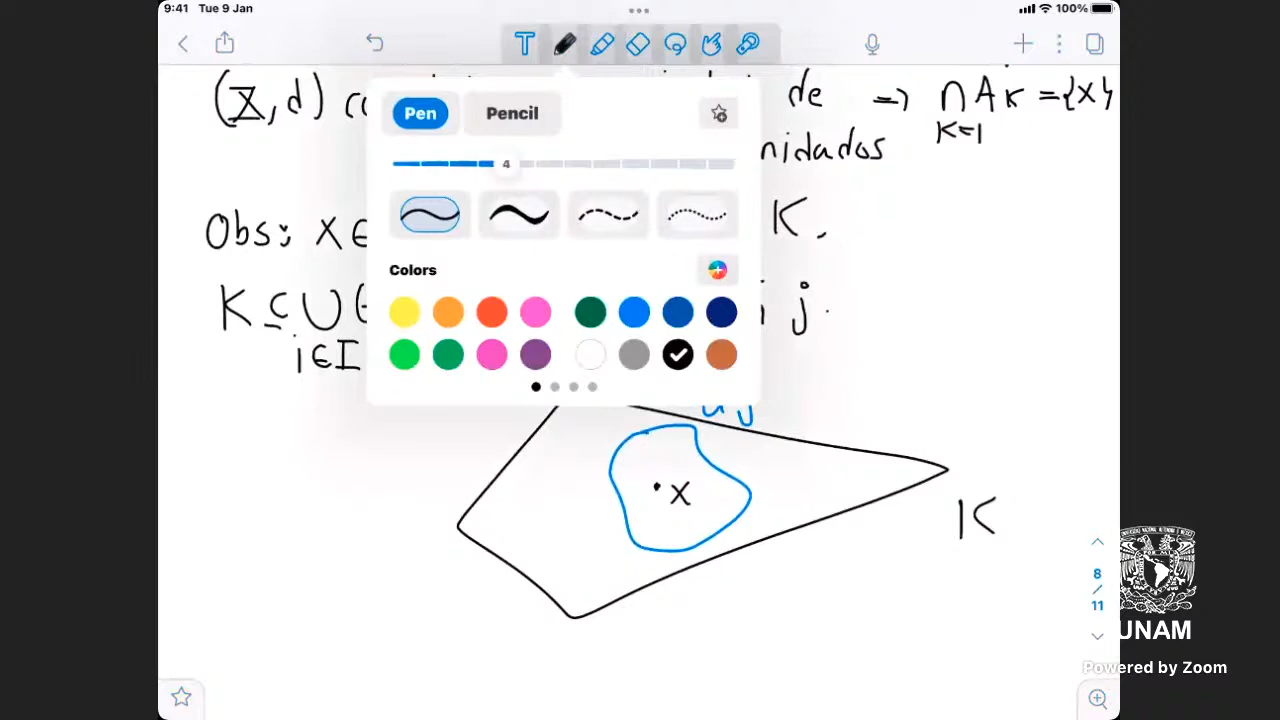 9:41 Tue 9 Jan 100%
T
(X, d) de => ∩ Ak = {x}
k=1
nidados
Pen Pencil
4
Obs: x ∈ K.
Colors
K ⊆ ∪ j.
i∈I
j
•x
K
8
/
11
UNAM
Powered by Zoom